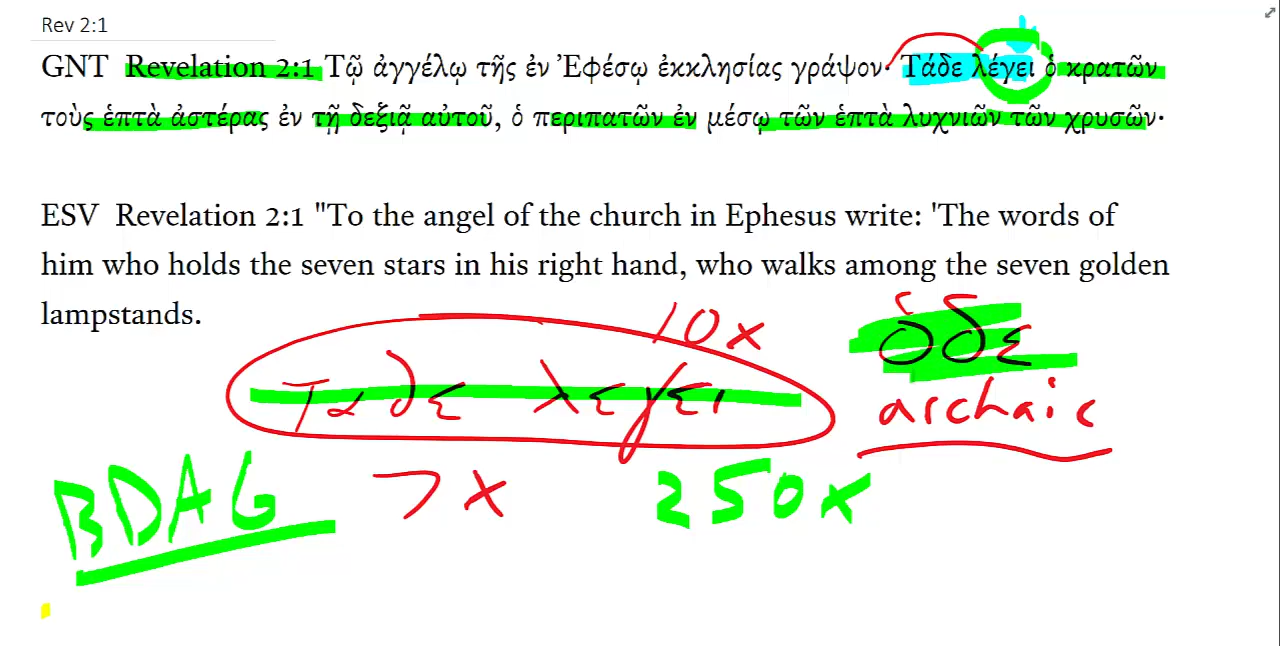 Rev 2:1
GNT Revelation 2:1 Τῷ ἀγγέλῳ τῆς ἐν Ἐφέσῳ ἐκκλησίας γράψον· Τάδε λέγει ὁ κρατῶν
τοὺς ἑπτὰ ἀστέρας ἐν τῇ δεξιᾷ αὐτοῦ, ὁ περιπατῶν ἐν μέσῳ τῶν ἑπτὰ λυχνιῶν τῶν χρυσῶν·
ESV Revelation 2:1 "To the angel of the church in Ephesus write: 'The words of
him who holds the seven stars in his right hand, who walks among the seven golden
lampstands.
10x
ὁδε
Ταδε λεγει
archaic
BDAG
7x
250x